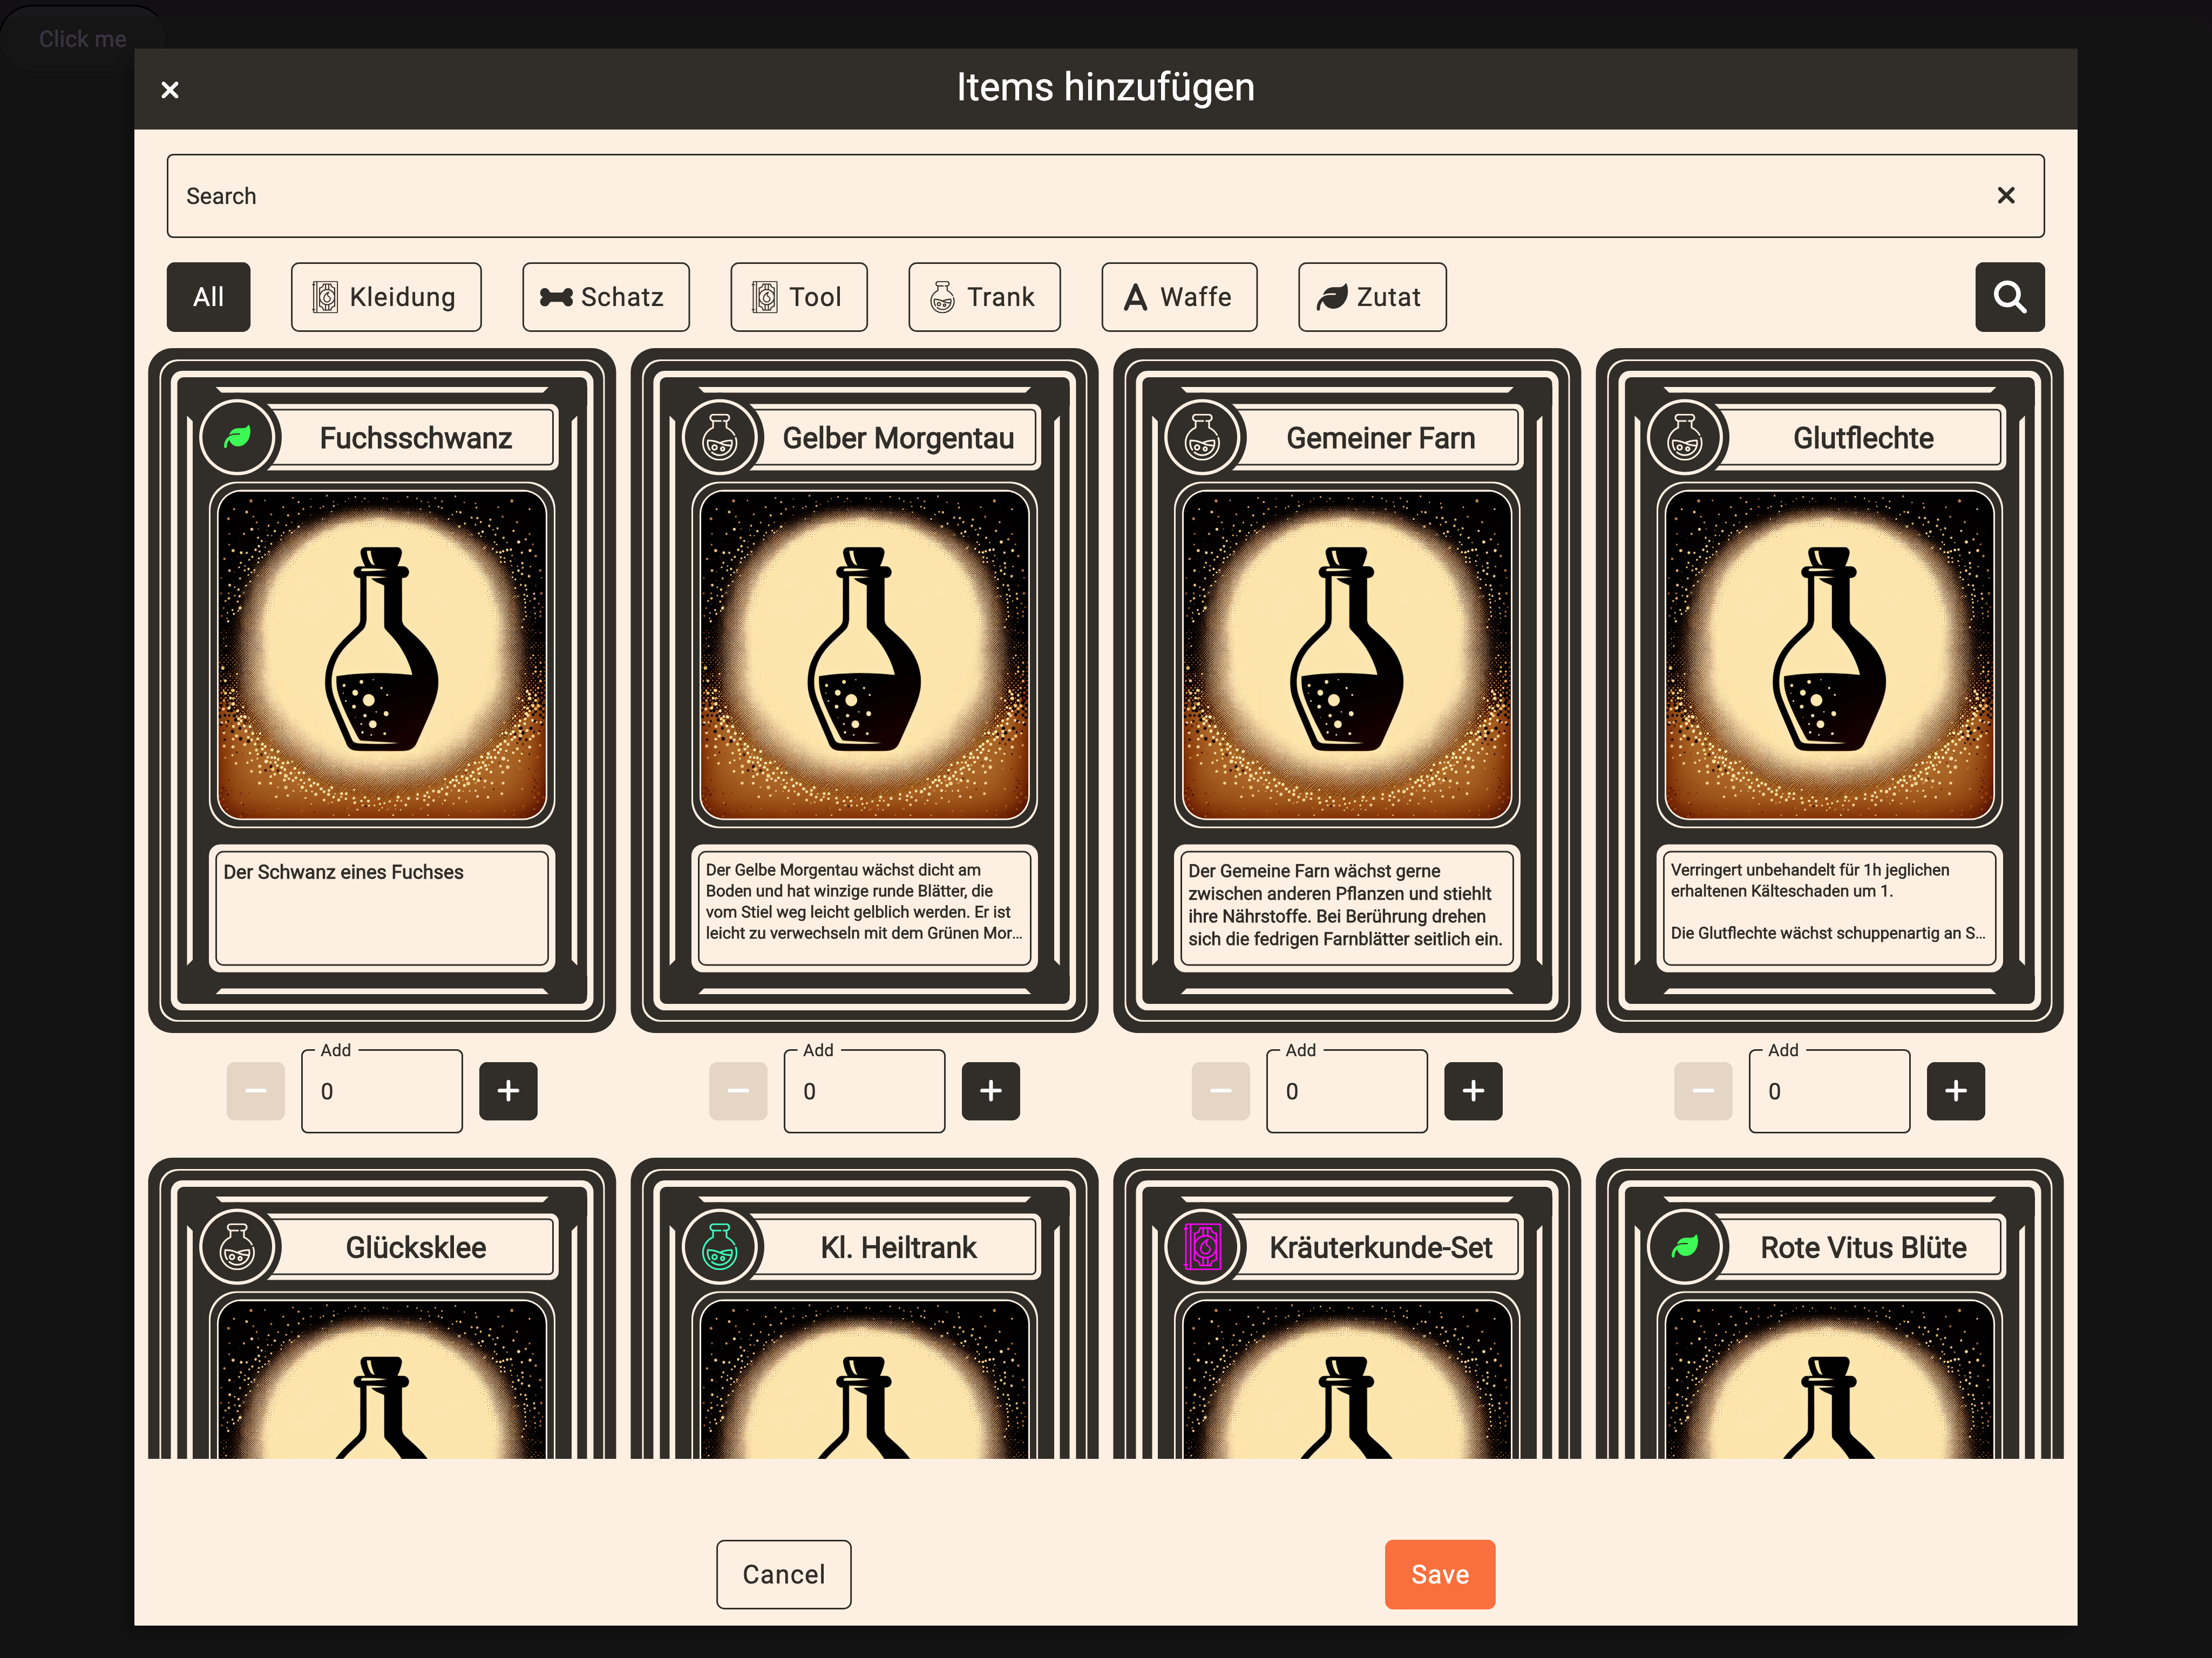 Click me
Items hinzufügen
Search
All
Kleidung
Schatz
Tool
Trank
Waffe
Zutat
Fuchsschwanz
Gelber Morgentau
Gemeiner Farn
Glutflechte
Der Schwanz eines Fuchses
Der Gelbe Morgentau wächst dicht am
Boden und hat winzige runde Blätter, die
vom Stiel weg leicht gelblich werden. Er ist
leicht zu verwechseln mit dem Grünen Mor...
Der Gemeine Farn wächst gerne
zwischen anderen Pflanzen und stiehlt
ihre Nährstoffe. Bei Berührung drehen
sich die fedrigen Farnblätter seitlich ein.
Verringert unbehandelt für 1h jeglichen
erhaltenen Kälteschaden um 1.
Die Glutflechte wächst schuppenartig an S...
Add
0
Add
0
Add
0
Add
0
Glücksklee
Kl. Heiltrank
Kräuterkunde-Set
Rote Vitus Blüte
Cancel
Save